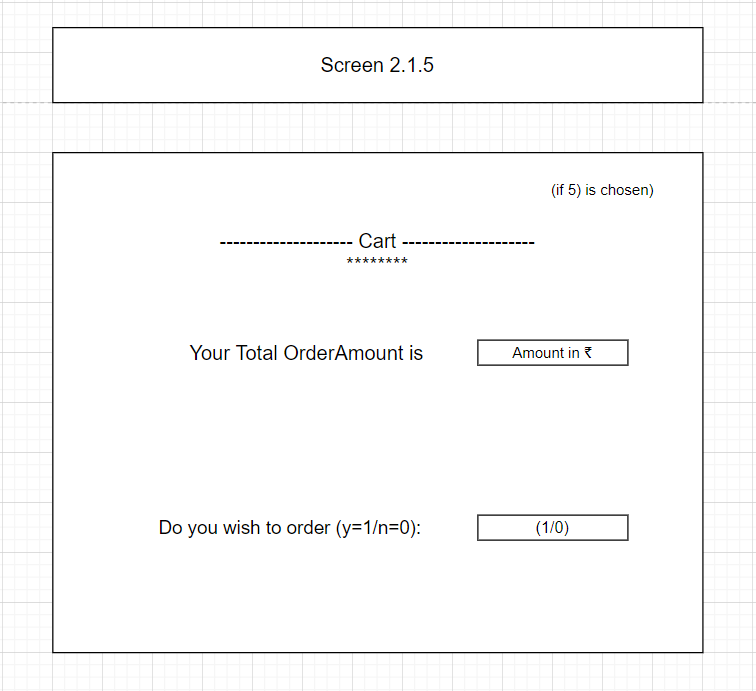 Screen 2.1.5
(if 5) is chosen)
-------------------- Cart --------------------
********
Your Total OrderAmount is Amount in ₹
Do you wish to order (y=1/n=0): (1/0)